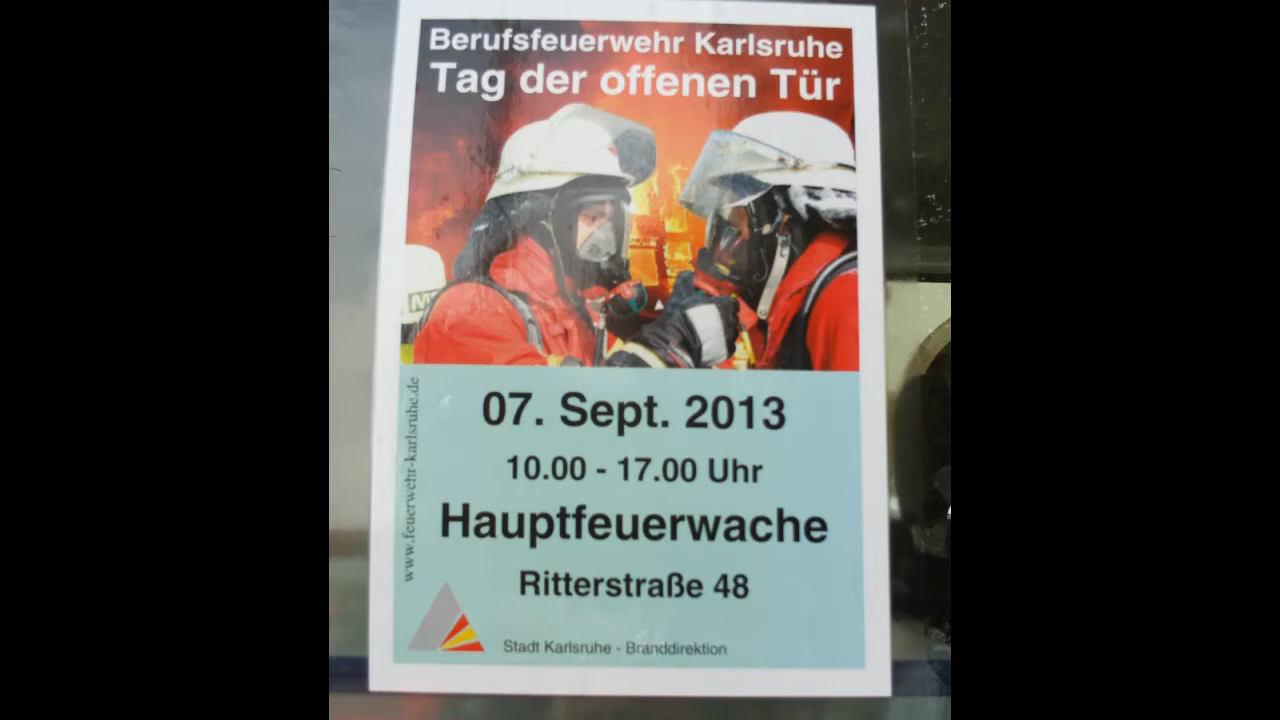 Berufsfeuerwehr Karlsruhe
Tag der offenen Tür
07. Sept. 2013
10.00 - 17.00 Uhr
Hauptfeuerwache
Ritterstraße 48
www.feuerwehr-karlsruhe.de
Stadt Karlsruhe - Branddirektion